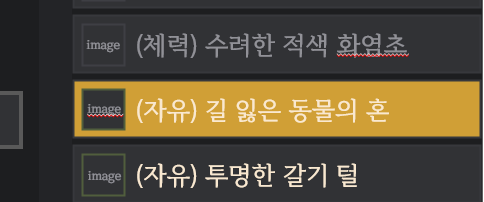 image (체력) 수려한 적색 화염초
image (자유) 길 잃은 동물의 혼
image (자유) 투명한 갈기 털